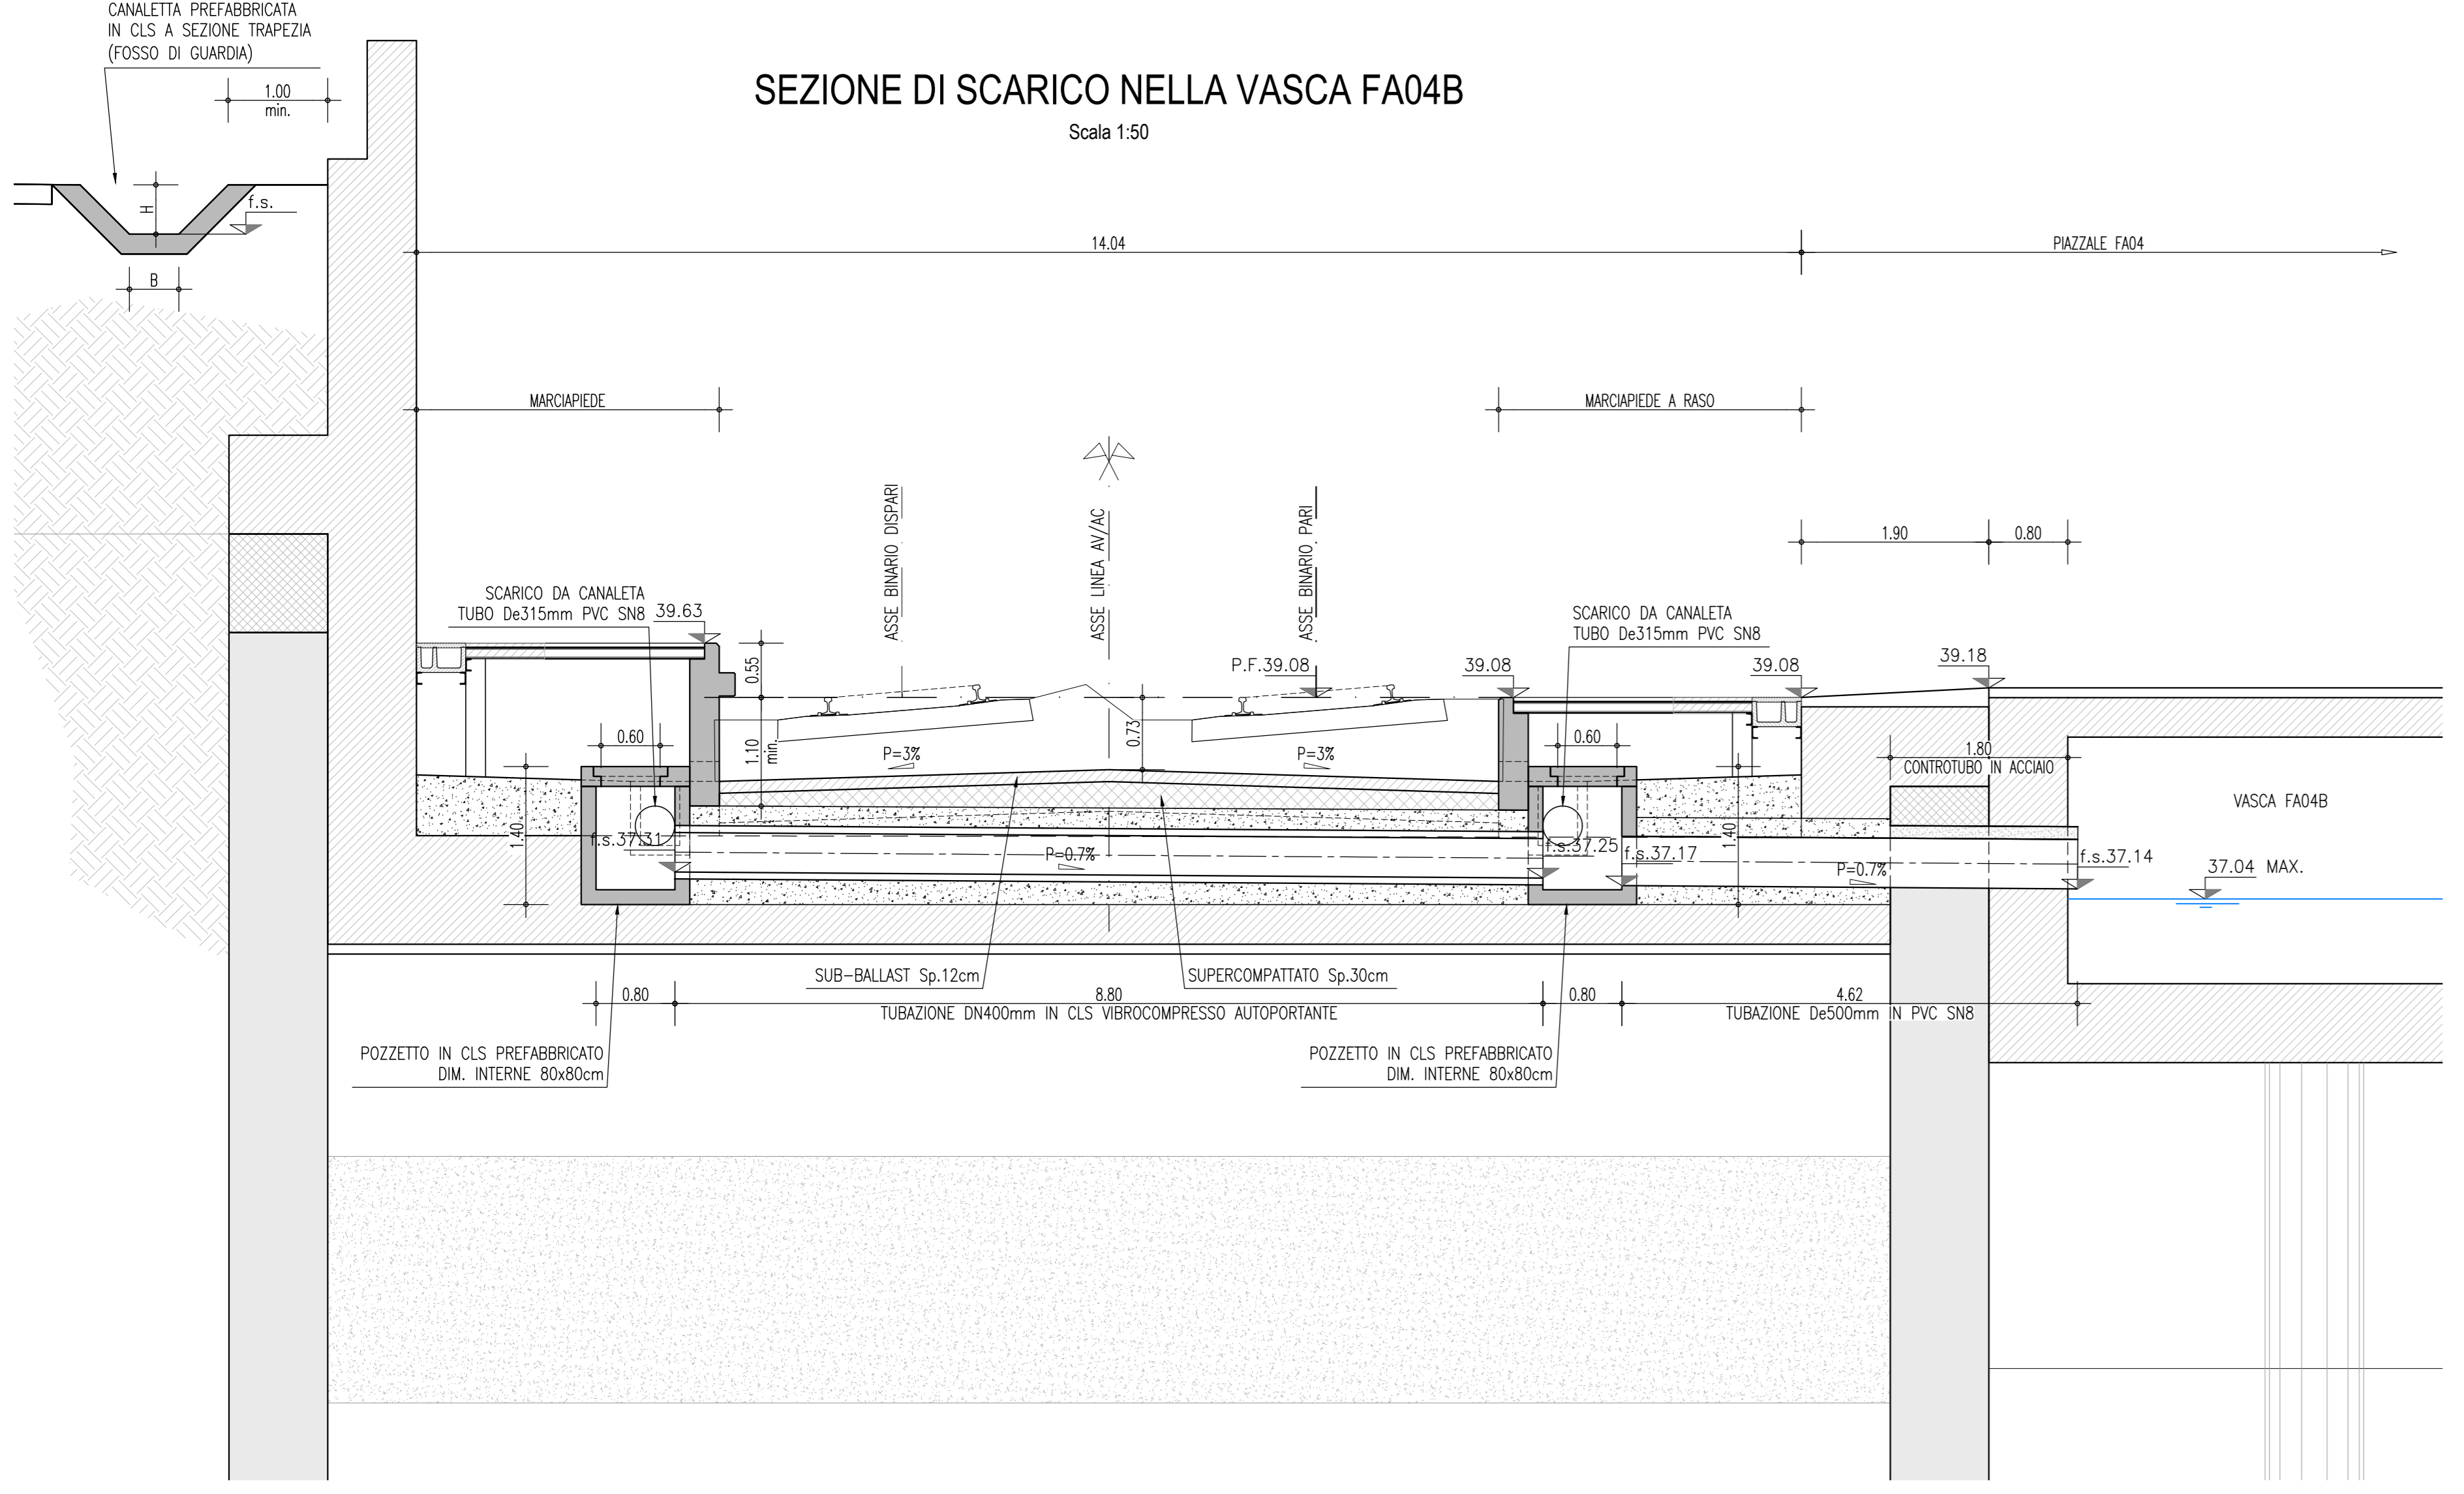 CANALETTA PREFABBRICATA
IN CLS A SEZIONE TRAPEZIA
(FOSSO DI GUARDIA)
1.00
min.
SEZIONE DI SCARICO NELLA VASCA FA04B
Scala 1:50
H
f.s.
B
14.04
PIAZZALE FA04
MARCIAPIEDE
MARCIAPIEDE A RASO
ASSE BINARIO DISPARI
ASSE LINEA AV/AC
ASSE BINARIO PARI
1.90
0.80
SCARICO DA CANALETA
TUBO De315mm PVC SN8
39.63
SCARICO DA CANALETA
TUBO De315mm PVC SN8
0.55
P.F.39.08
39.08
39.08
39.18
0.60
1.10
min.
P=3%
0.73
P=3%
0.60
1.80
CONTROTUBO IN ACCIAIO
VASCA FA04B
1.40
f.s.37.31
P=0.7%
f.s.37.25
f.s.37.17
1.40
P=0.7%
f.s.37.14
37.04 MAX.
SUB-BALLAST Sp.12cm
SUPERCOMPATTATO Sp.30cm
0.80
8.80
0.80
4.62
TUBAZIONE DN400mm IN CLS VIBROCOMPRESSO AUTOPORTANTE
TUBAZIONE De500mm IN PVC SN8
POZZETTO IN CLS PREFABBRICATO
DIM. INTERNE 80x80cm
POZZETTO IN CLS PREFABBRICATO
DIM. INTERNE 80x80cm